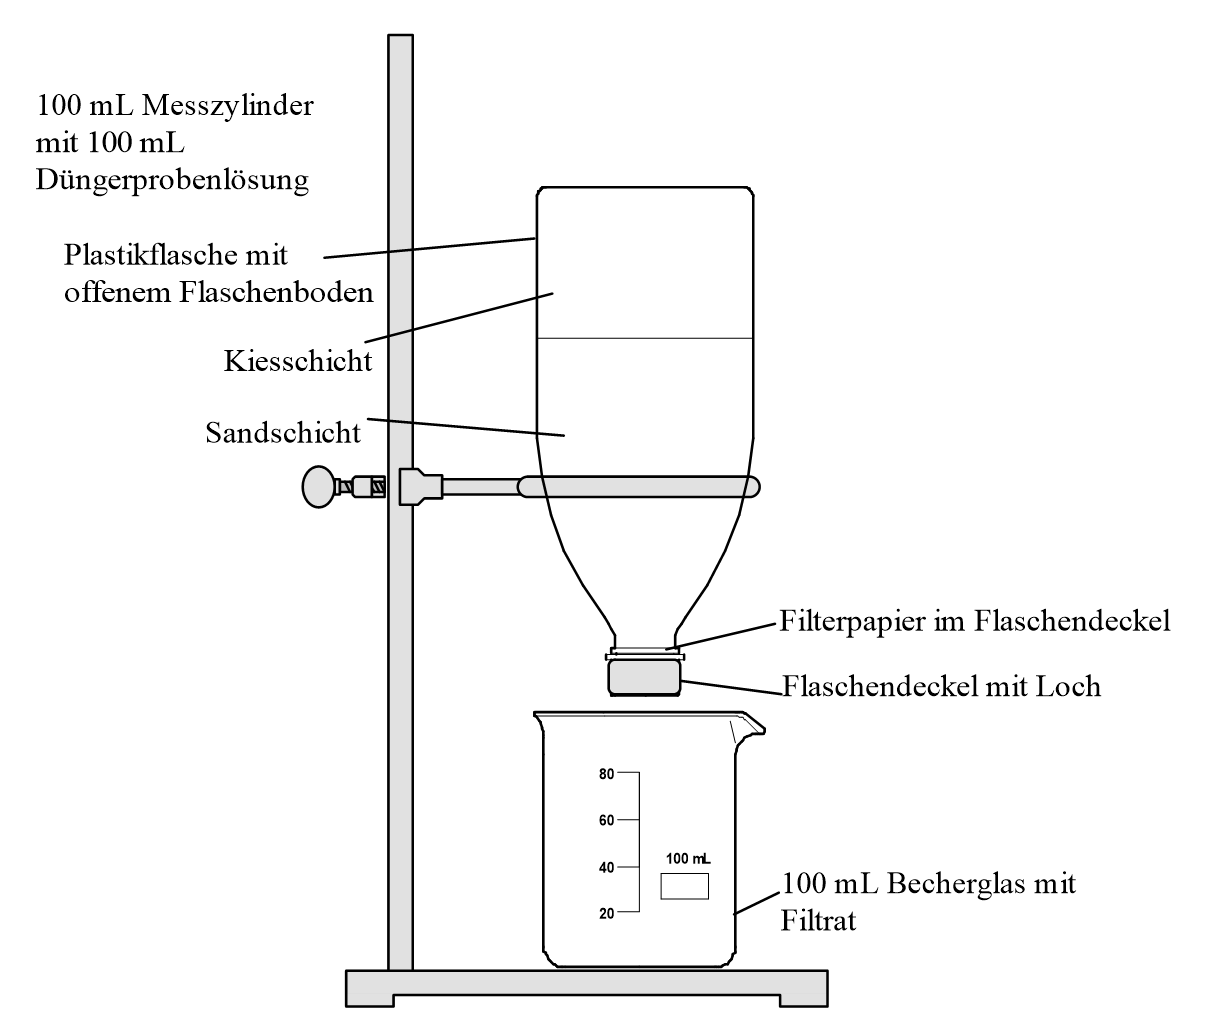 100 mL Messzylinder
mit 100 mL
Düngerprobenlösung
Plastikflasche mit
offenem Flaschenboden
Kiesschicht
Sandschicht
Filterpapier im Flaschendeckel
Flaschendeckel mit Loch
80
60
100 mL
40
20
100 mL Becherglas mit
Filtrat